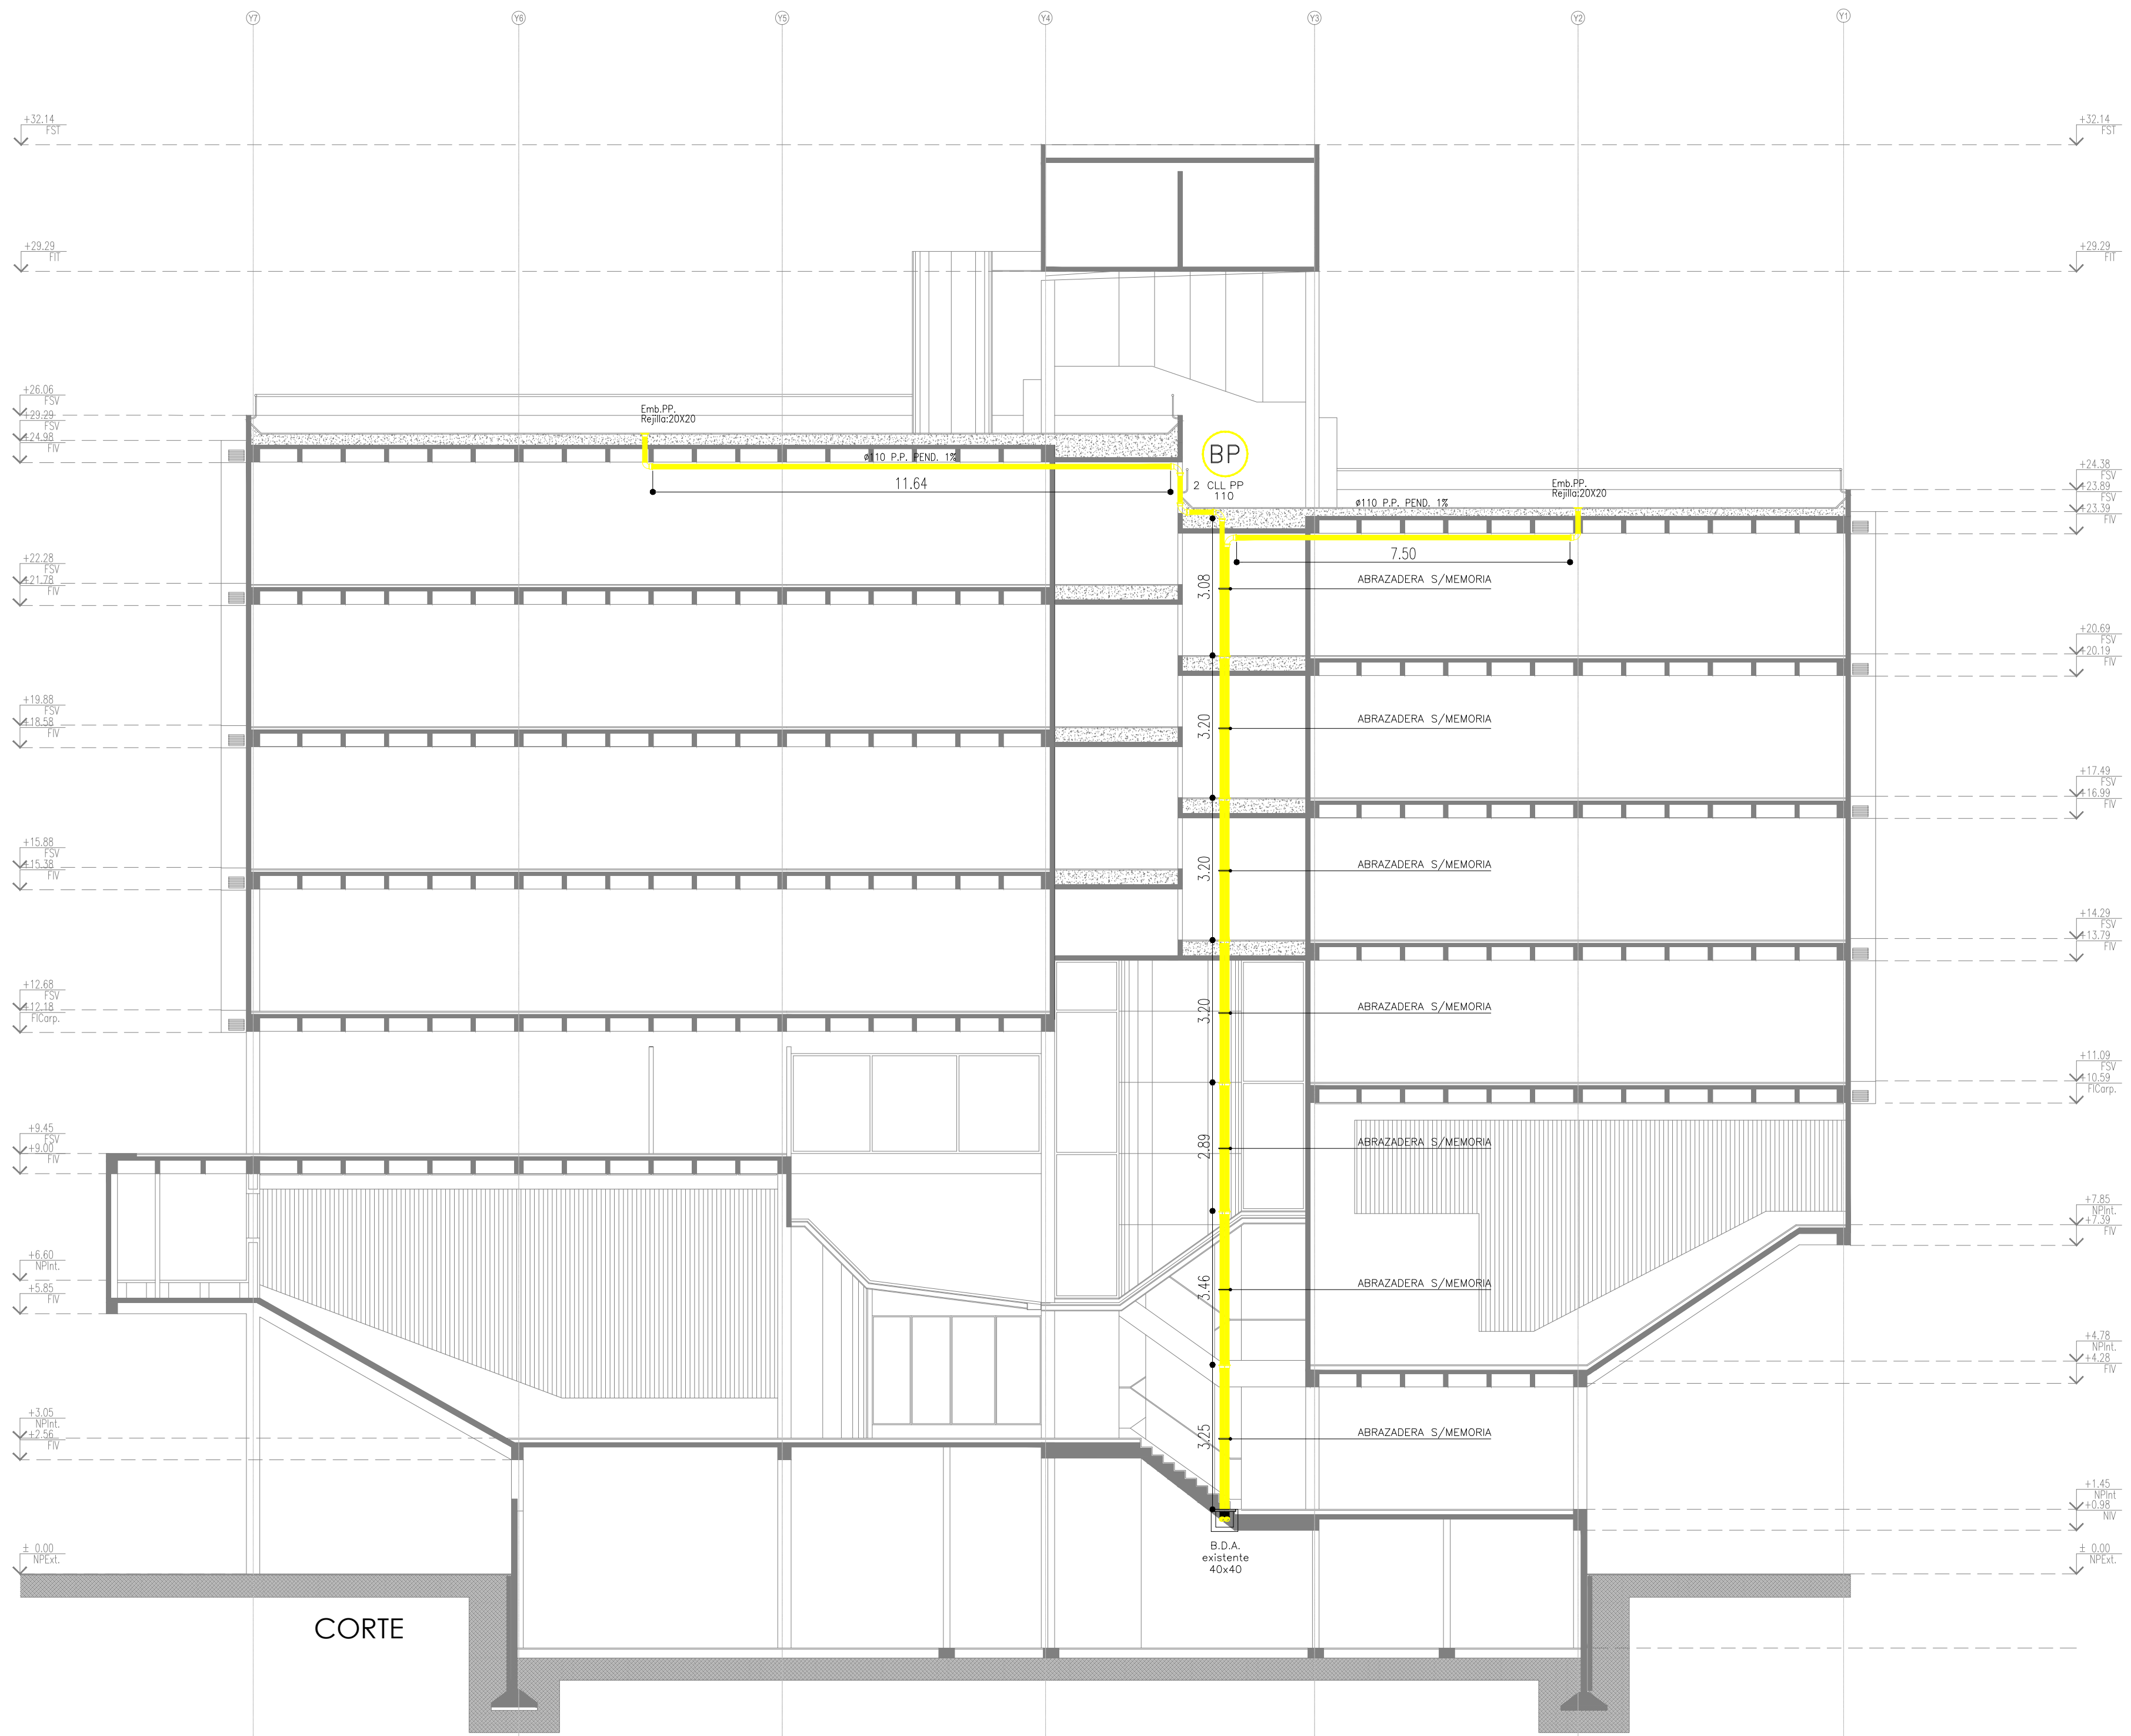 Y7
Y6
Y5
Y4
Y3
Y2
Y1
+32.14
FST
+32.14
FST
+29.29
FIT
+29.29
FIT
+26.06
FSV
+29.29
FSV
+24.98
FIV
Emb.PP.
Rejilla:20X20
ø110 P.P. PEND. 1%
11.64
BP
2 CLL PP
110
ø110 P.P. PEND. 1%
Emb.PP.
Rejilla:20X20
7.50
+24.38
FSV
+23.89
FSV
+23.39
FIV
+22.28
FSV
+21.78
FIV
3.08
ABRAZADERA S/MEMORIA
+20.69
FSV
+20.19
FIV
+19.88
FSV
+18.58
FIV
3.20
ABRAZADERA S/MEMORIA
+17.49
FSV
+16.99
FIV
+15.88
FSV
+15.38
FIV
3.20
ABRAZADERA S/MEMORIA
+14.29
FSV
+13.79
FIV
+12.68
FSV
+12.18
FICarp.
3.20
ABRAZADERA S/MEMORIA
+11.09
FSV
+10.59
FICarp.
+9.45
FSV
+9.00
FIV
2.89
ABRAZADERA S/MEMORIA
+7.85
NPInt.
+7.39
FIV
+6.60
NPInt.
+5.85
FIV
3.46
ABRAZADERA S/MEMORIA
+4.78
NPInt.
+4.28
FIV
+3.05
NPInt.
+2.56
FIV
3.25
ABRAZADERA S/MEMORIA
+1.45
NPInt
+0.98
NIV
B.D.A.
existente
40x40
± 0.00
NPExt.
± 0.00
NPExt.
CORTE